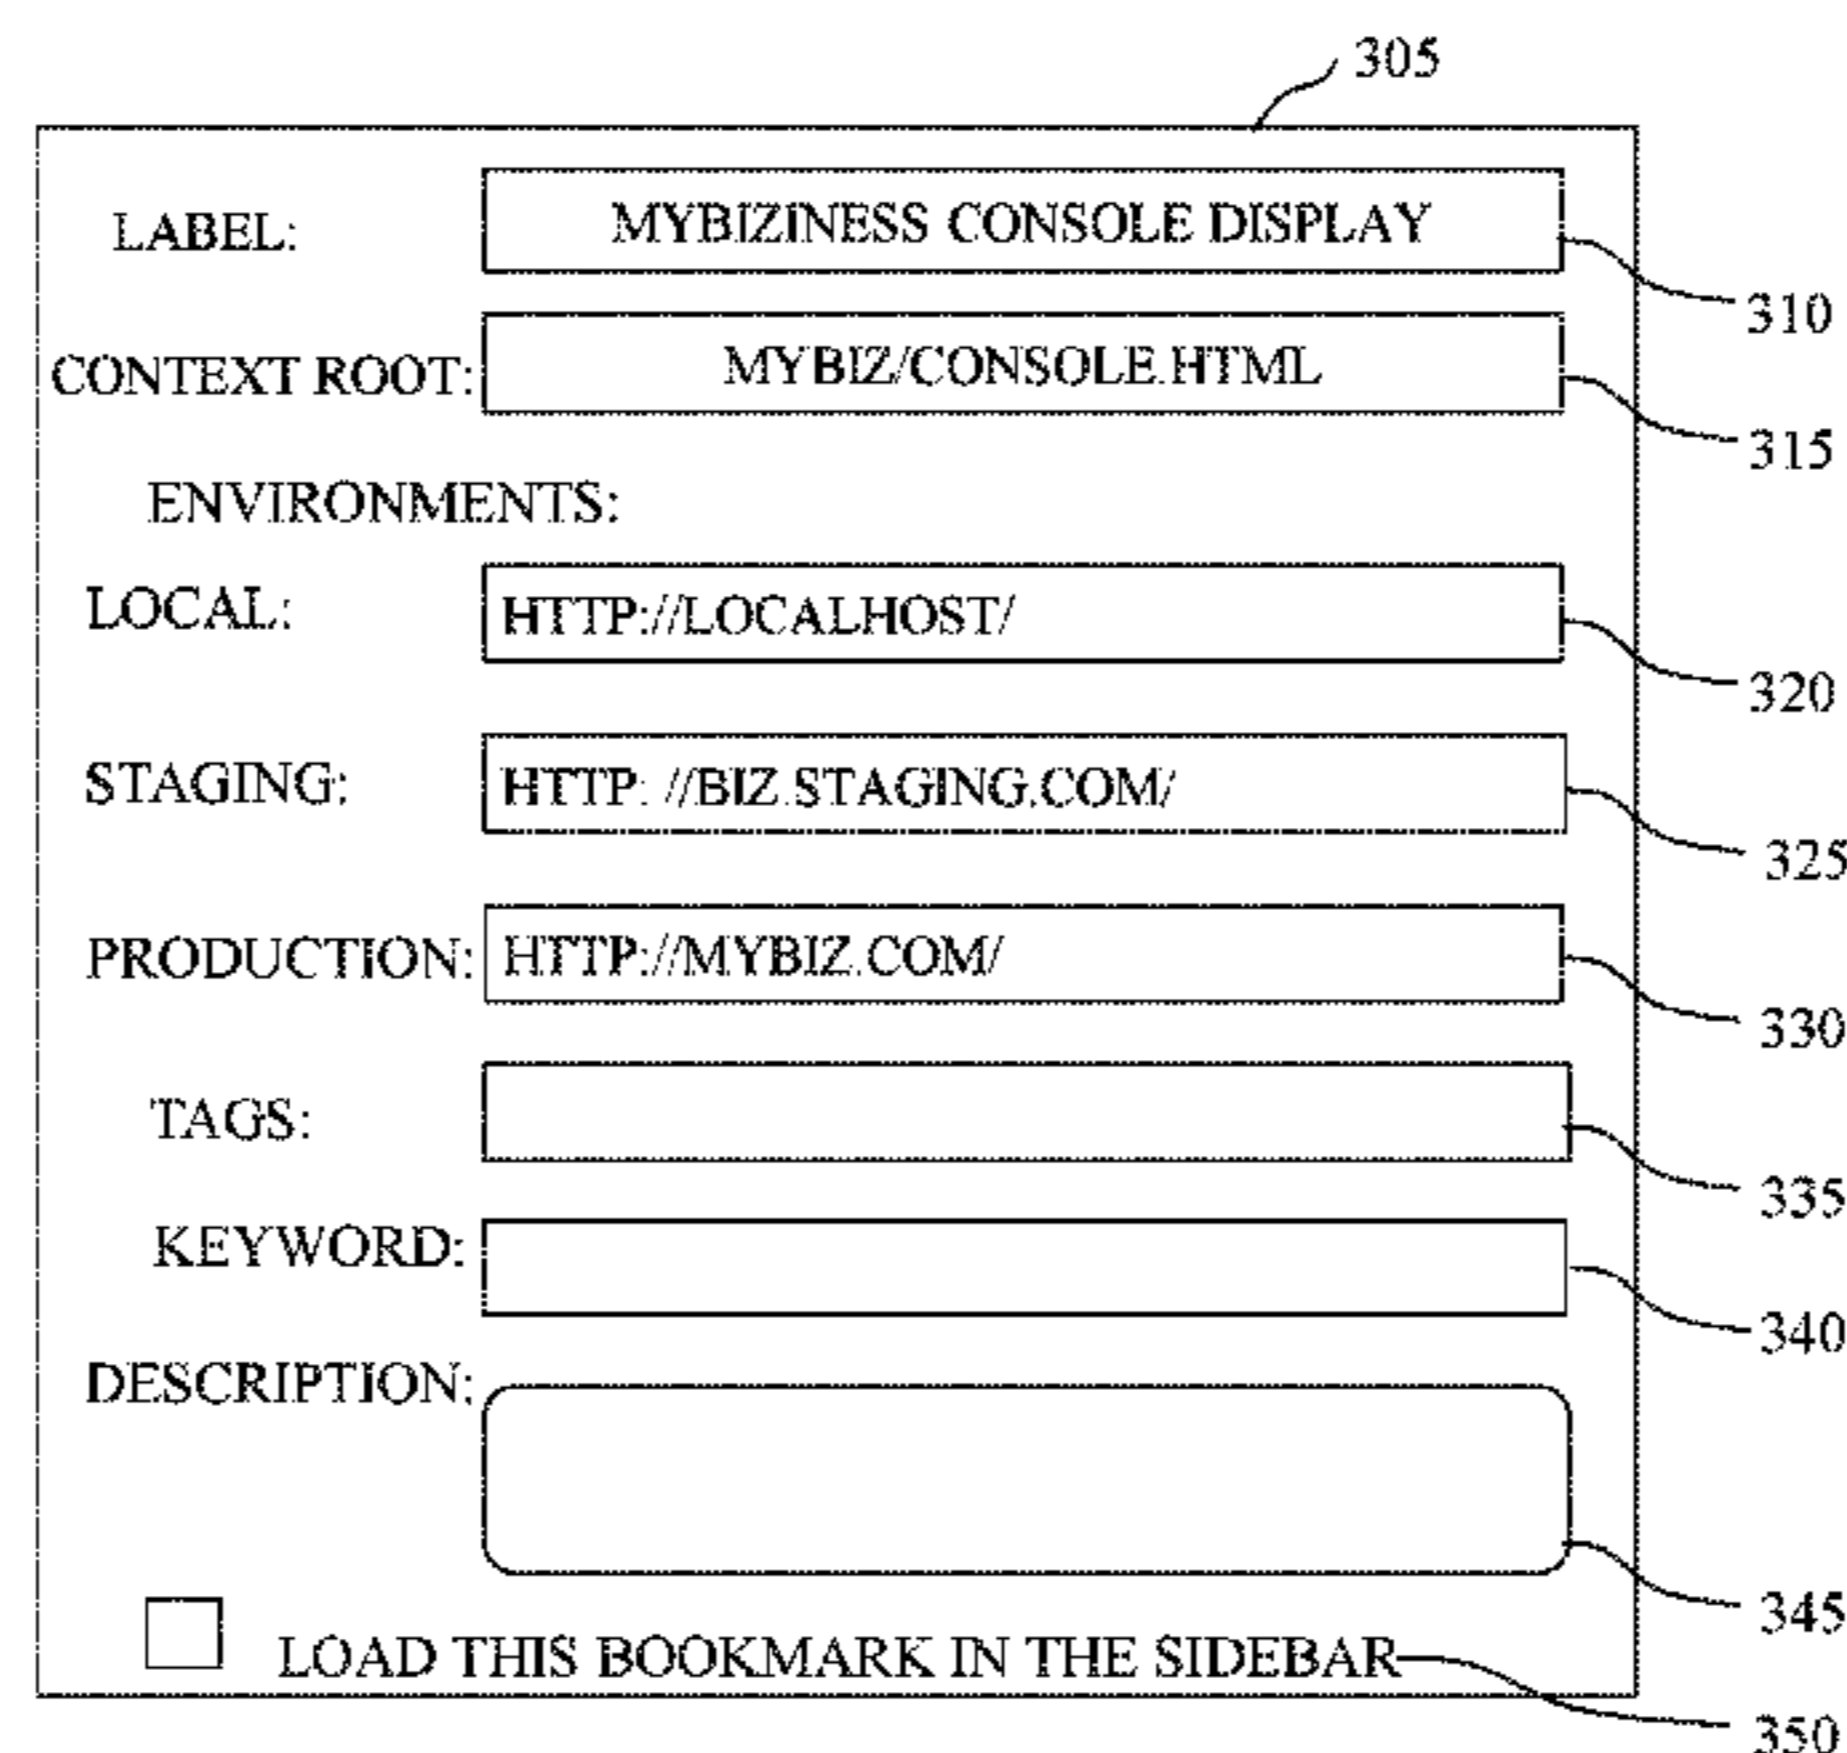 305
LABEL: MYBIZINESS CONSOLE DISPLAY
310
CONTEXT ROOT: MYBIZ/CONSOLE.HTML
315
ENVIRONMENTS:
LOCAL: HTTP://LOCALHOST/
320
STAGING: HTTP: //BIZ.STAGING.COM/
325
PRODUCTION: HTTP://MYBIZ.COM/
330
TAGS:
335
KEYWORD:
340
DESCRIPTION:
345
LOAD THIS BOOKMARK IN THE SIDEBAR
350